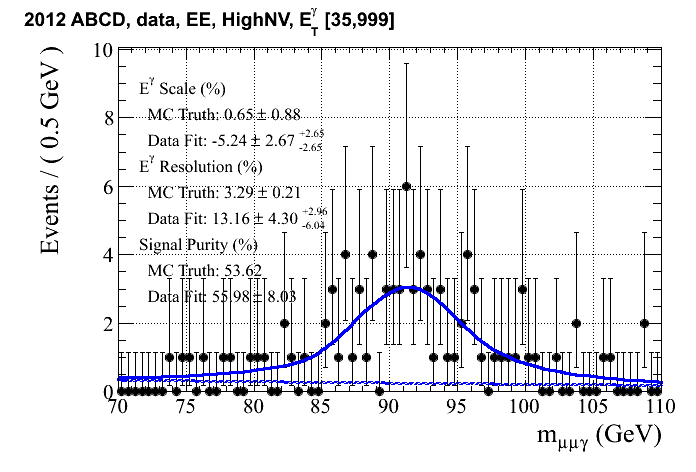 2012 ABCD, data, EE, HighNV, E_T^γ [35,999]
Events / ( 0.5 GeV )
10
8
6
4
2
0
E^γ Scale (%)
MC Truth: 0.65 ± 0.88
Data Fit: -5.24 ± 2.67 +2.65 -2.65
E^γ Resolution (%)
MC Truth: 3.29 ± 0.21
Data Fit: 13.16 ± 4.30 +2.96 -6.04
Signal Purity (%)
MC Truth: 53.62
Data Fit: 55.98 ± 8.03
70 75 80 85 90 95 100 105 110
m_μμγ (GeV)